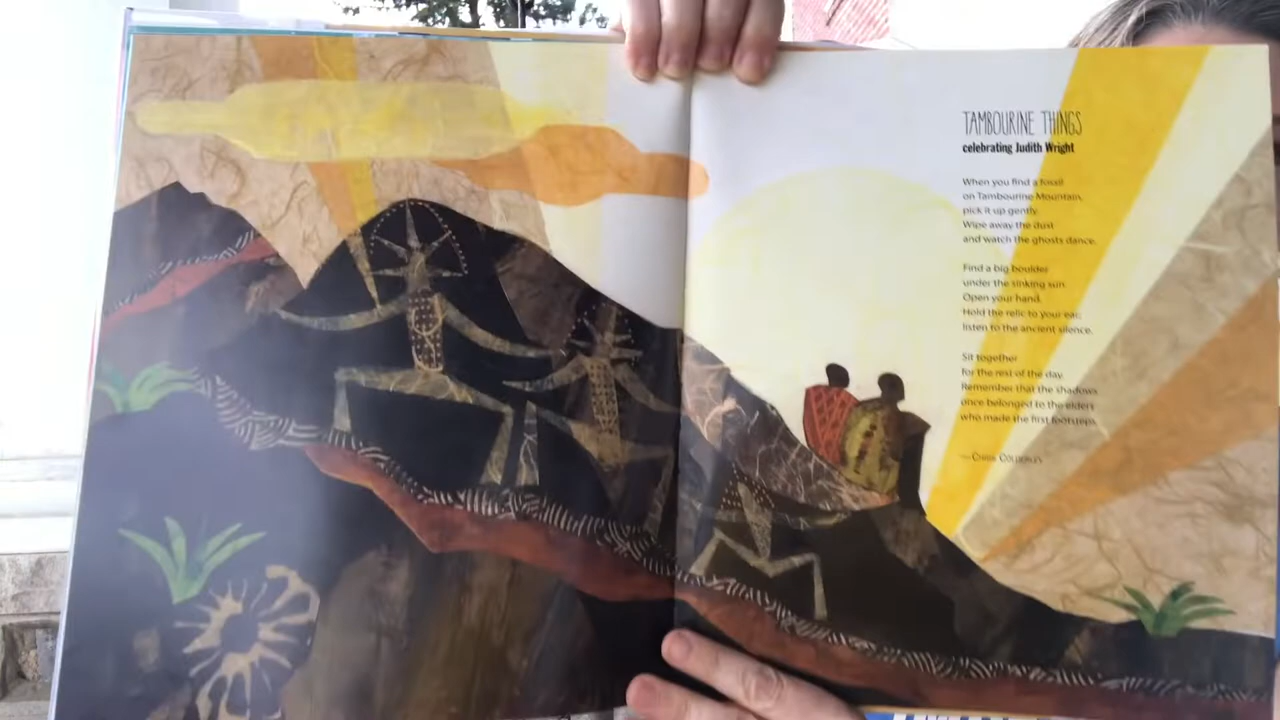 TAMBOURINE THINGS
celebrating Judith Wright
When you find a fossil
on Tambourine Mountain,
pick it up gently.
Wipe away the dust
and watch the ghosts dance.
Find a big boulder
under the sinking sun.
Open your hand.
Hold the relic to your ear;
listen to the ancient silence.
Sit together
for the rest of the day.
Remember that the shadows
once belonged to the elders
who made the first footsteps.
—Chris Colderley